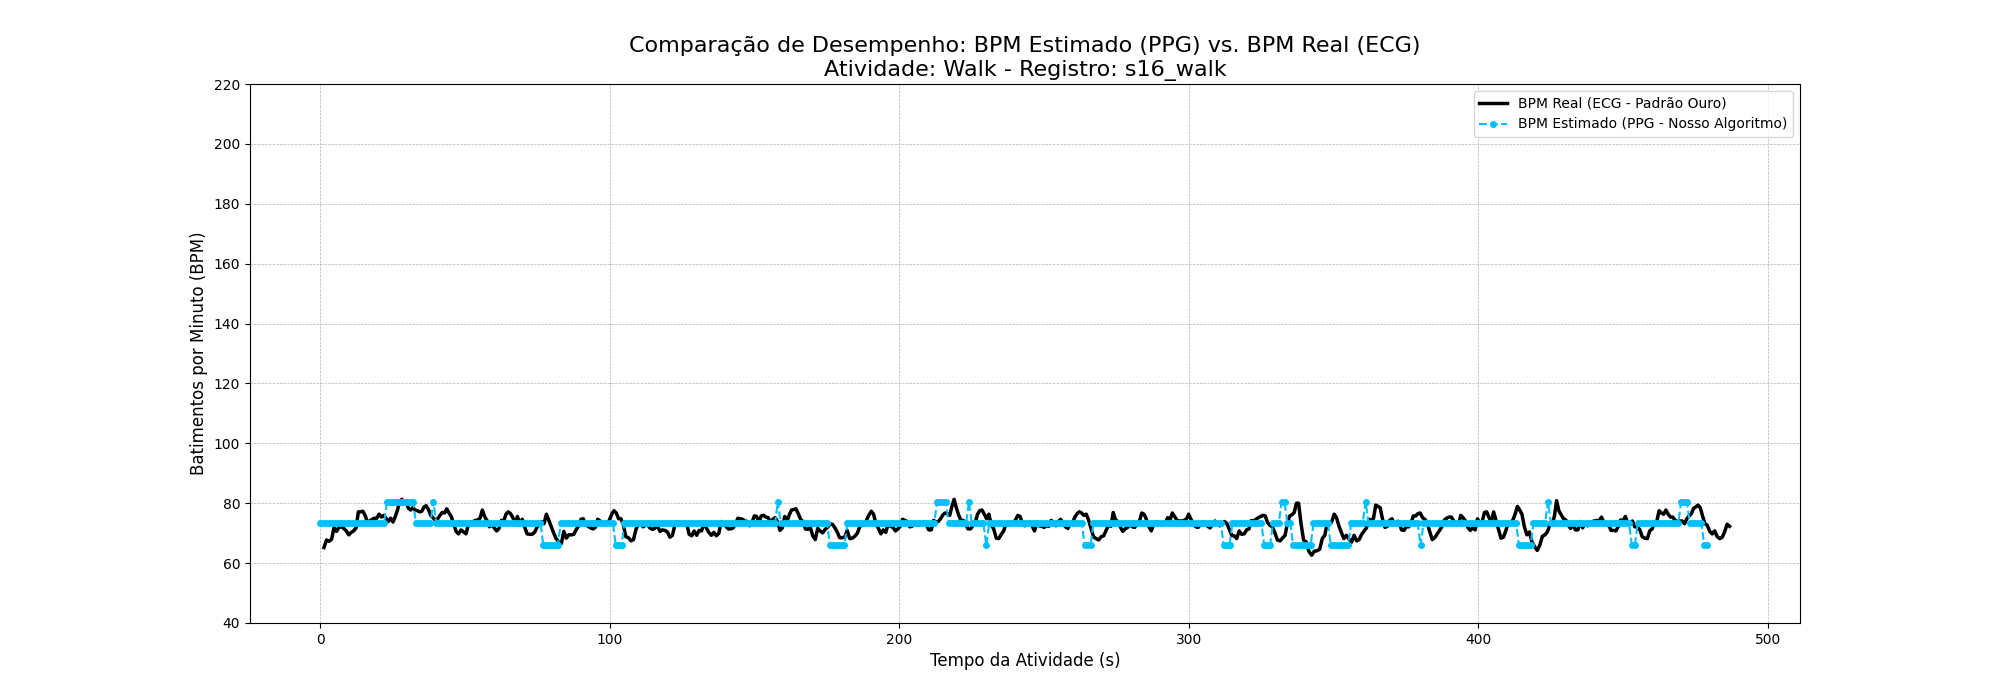 Comparação de Desempenho: BPM Estimado (PPG) vs. BPM Real (ECG)
Atividade: Walk - Registro: s16_walk
BPM Real (ECG - Padrão Ouro)
BPM Estimado (PPG - Nosso Algoritmo)
Batimentos por Minuto (BPM)
220
200
180
160
140
120
100
80
60
40
0 100 200 300 400 500
Tempo da Atividade (s)